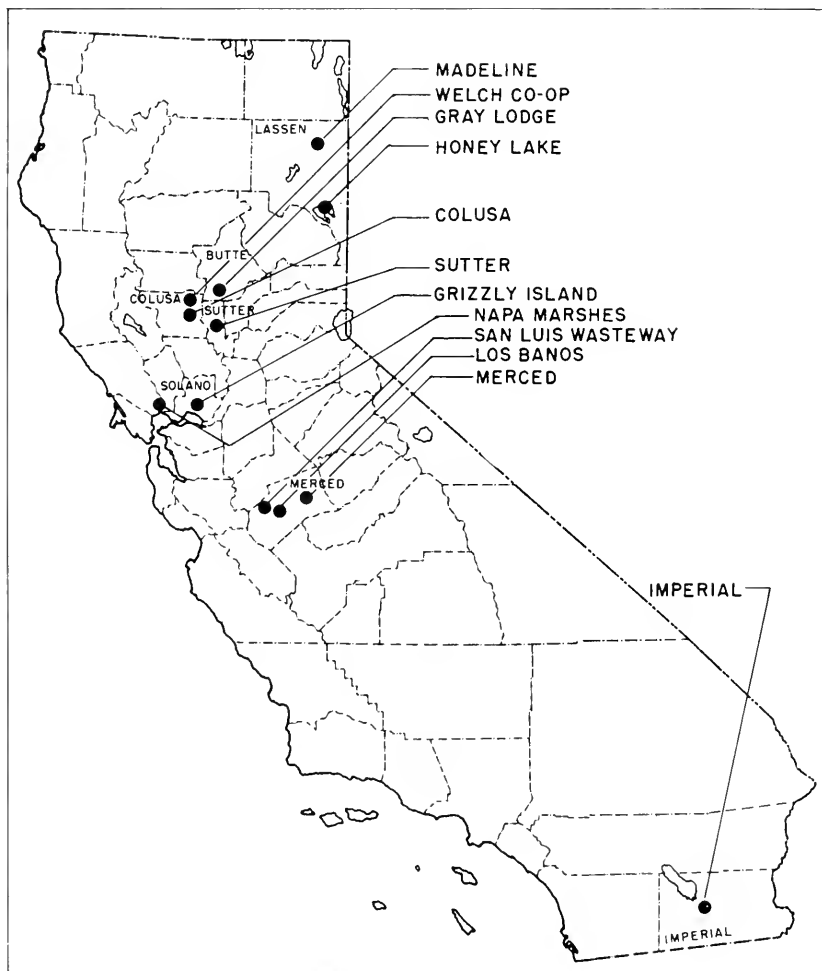 MADELINE
WELCH CO-OP
GRAY LODGE
HONEY LAKE
COLUSA
SUTTER
GRIZZLY ISLAND
NAPA MARSHES
SAN LUIS WASTEWAY
LOS BANOS
MERCED
IMPERIAL
LASSEN
BUTTE
COLUSA
SUTTER
SOLANO
MERCED
IMPERIAL